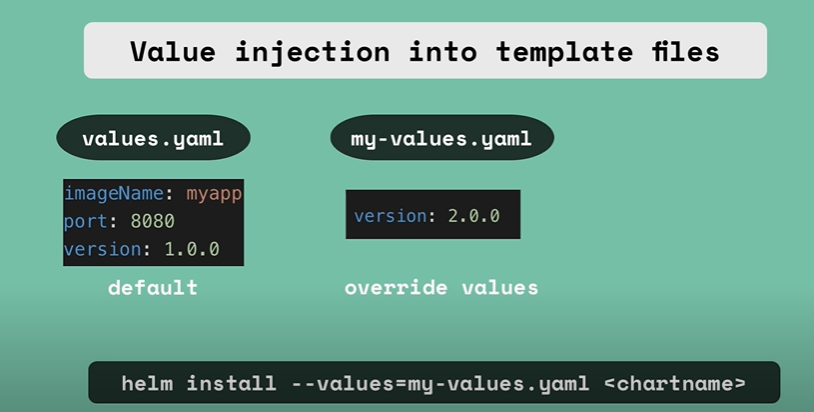 Value injection into template files
values.yaml
my-values.yaml
imageName: myapp
port: 8080
version: 1.0.0
version: 2.0.0
default
override values
helm install --values=my-values.yaml <chartname>